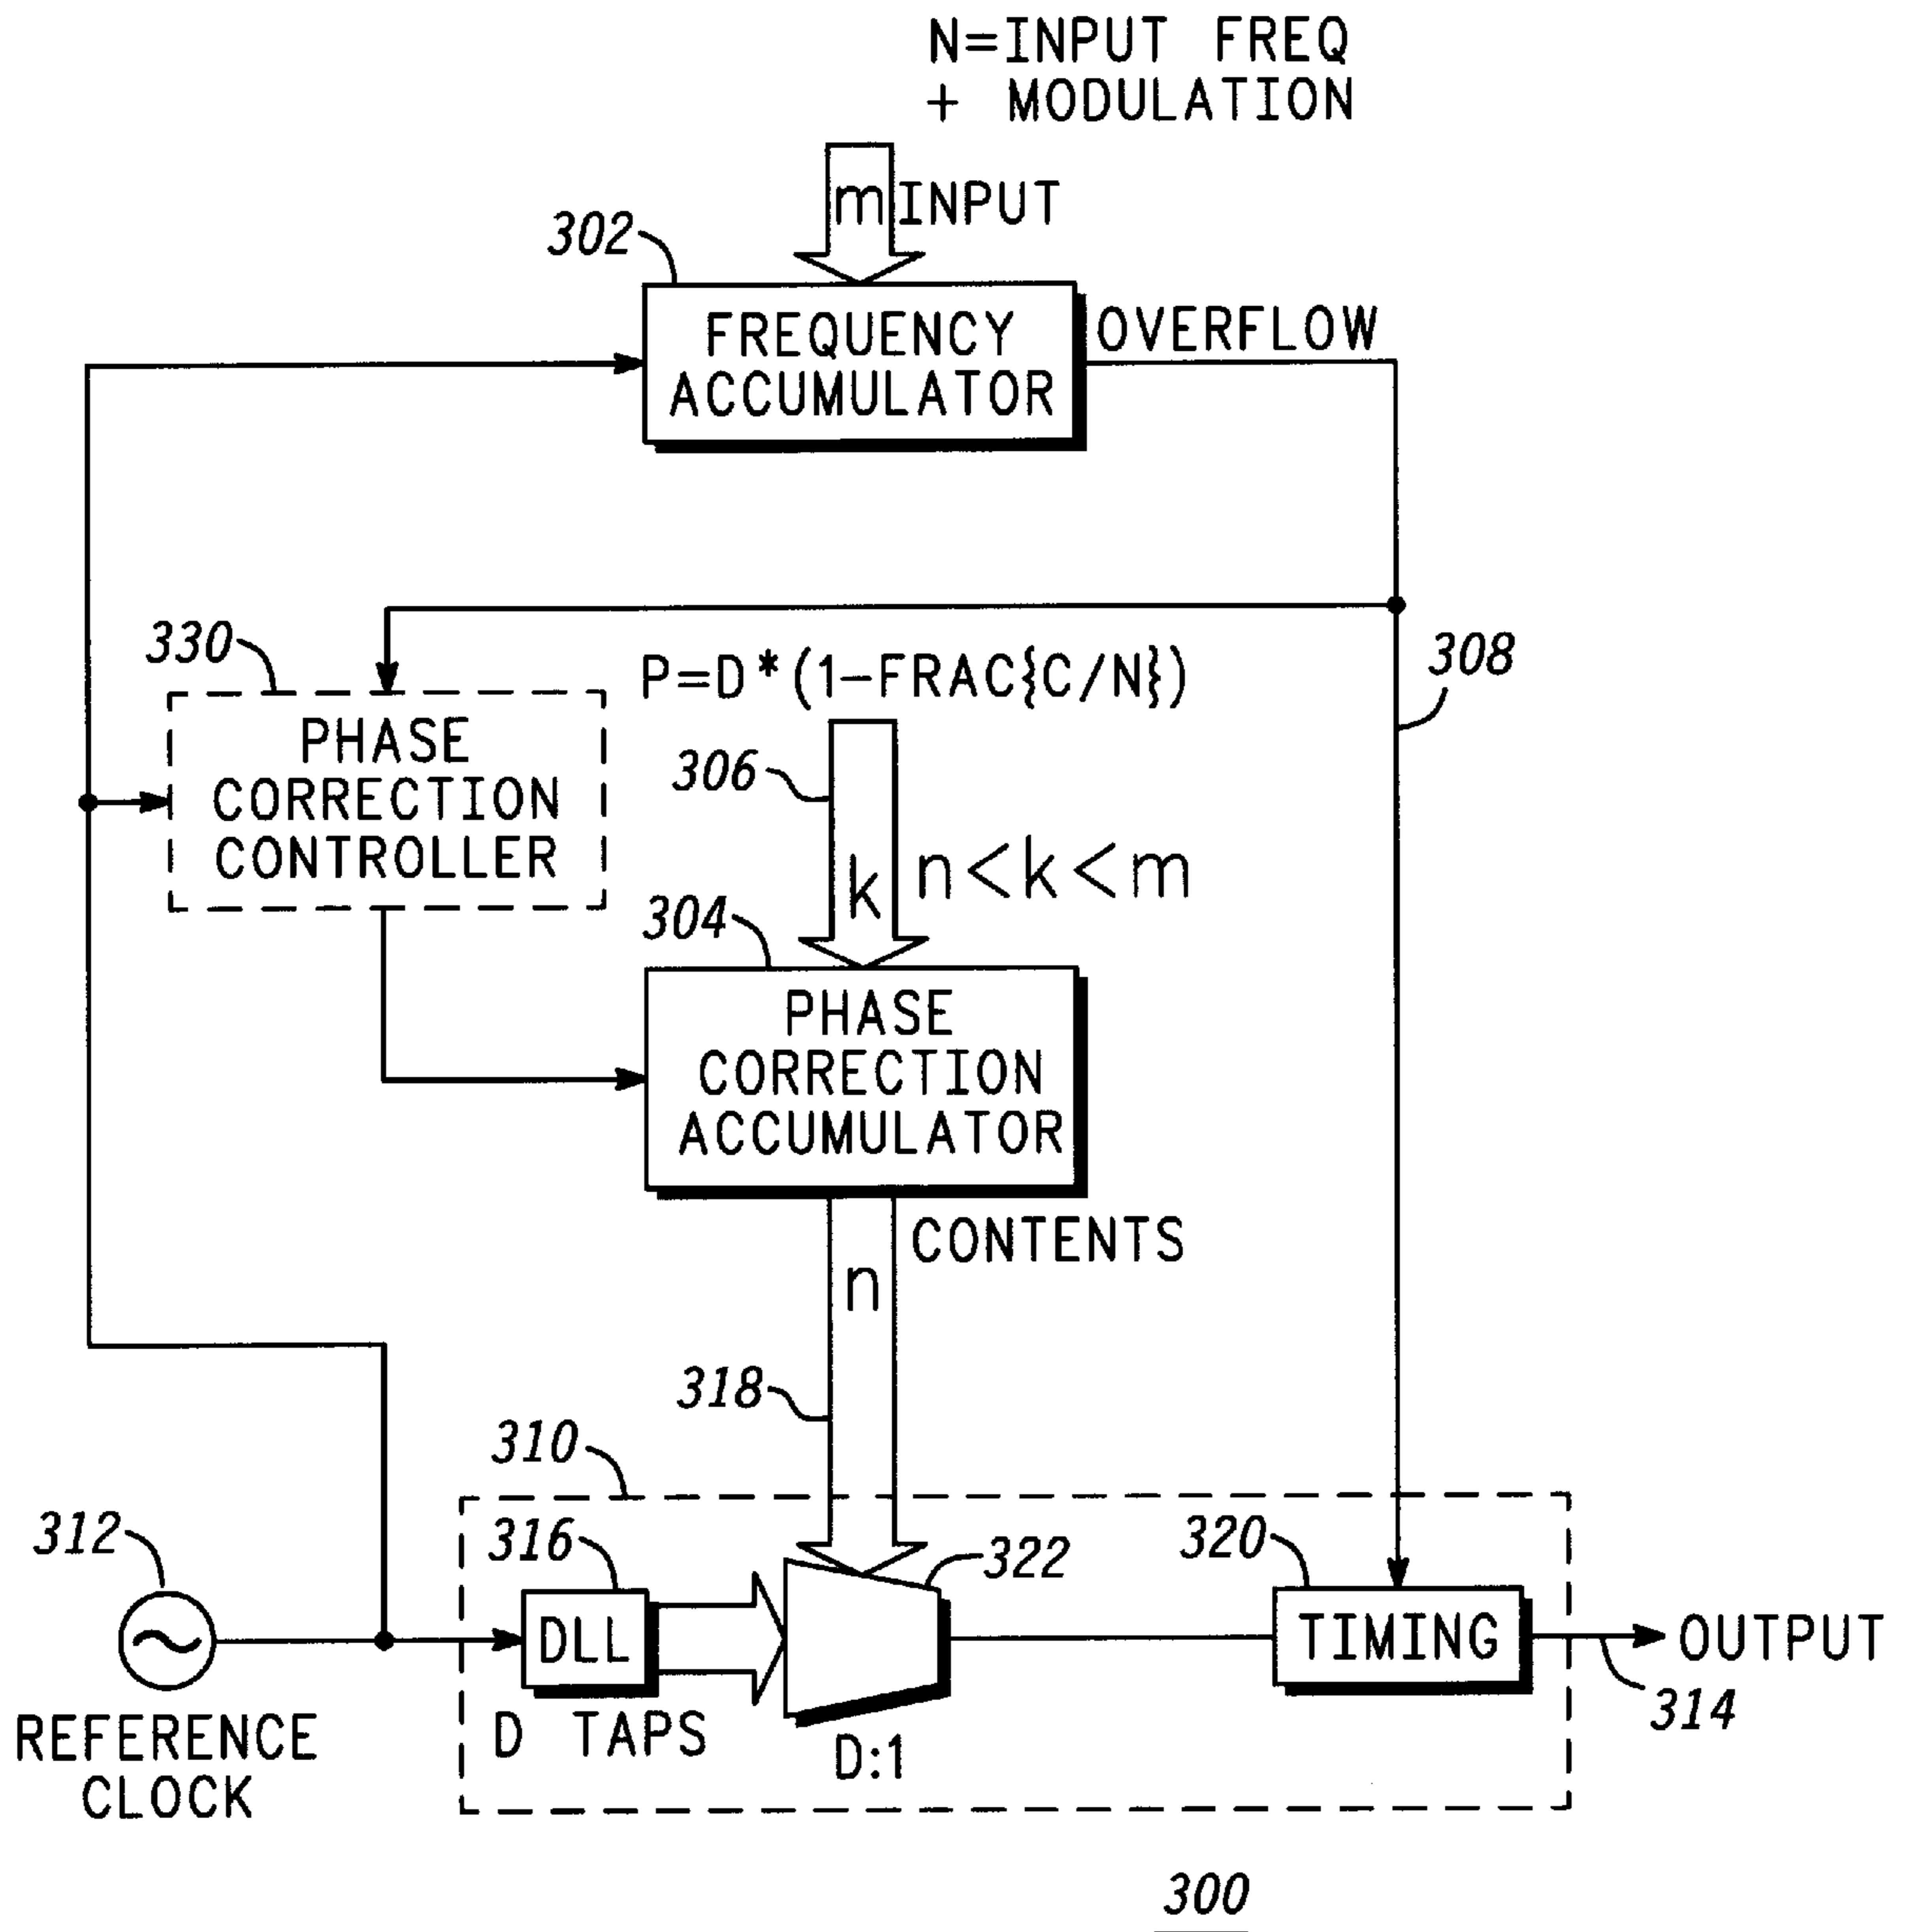 N=INPUT FREQ
+ MODULATION
m INPUT
302
FREQUENCY
ACCUMULATOR
OVERFLOW
330
P=D*(1-FRAC{C/N})
308
PHASE
CORRECTION
CONTROLLER
306
k n<k<m
304
PHASE
CORRECTION
ACCUMULATOR
CONTENTS
n
318
310
312
316
322
320
DLL
TIMING
OUTPUT
314
REFERENCE
CLOCK
D TAPS
D:1
300